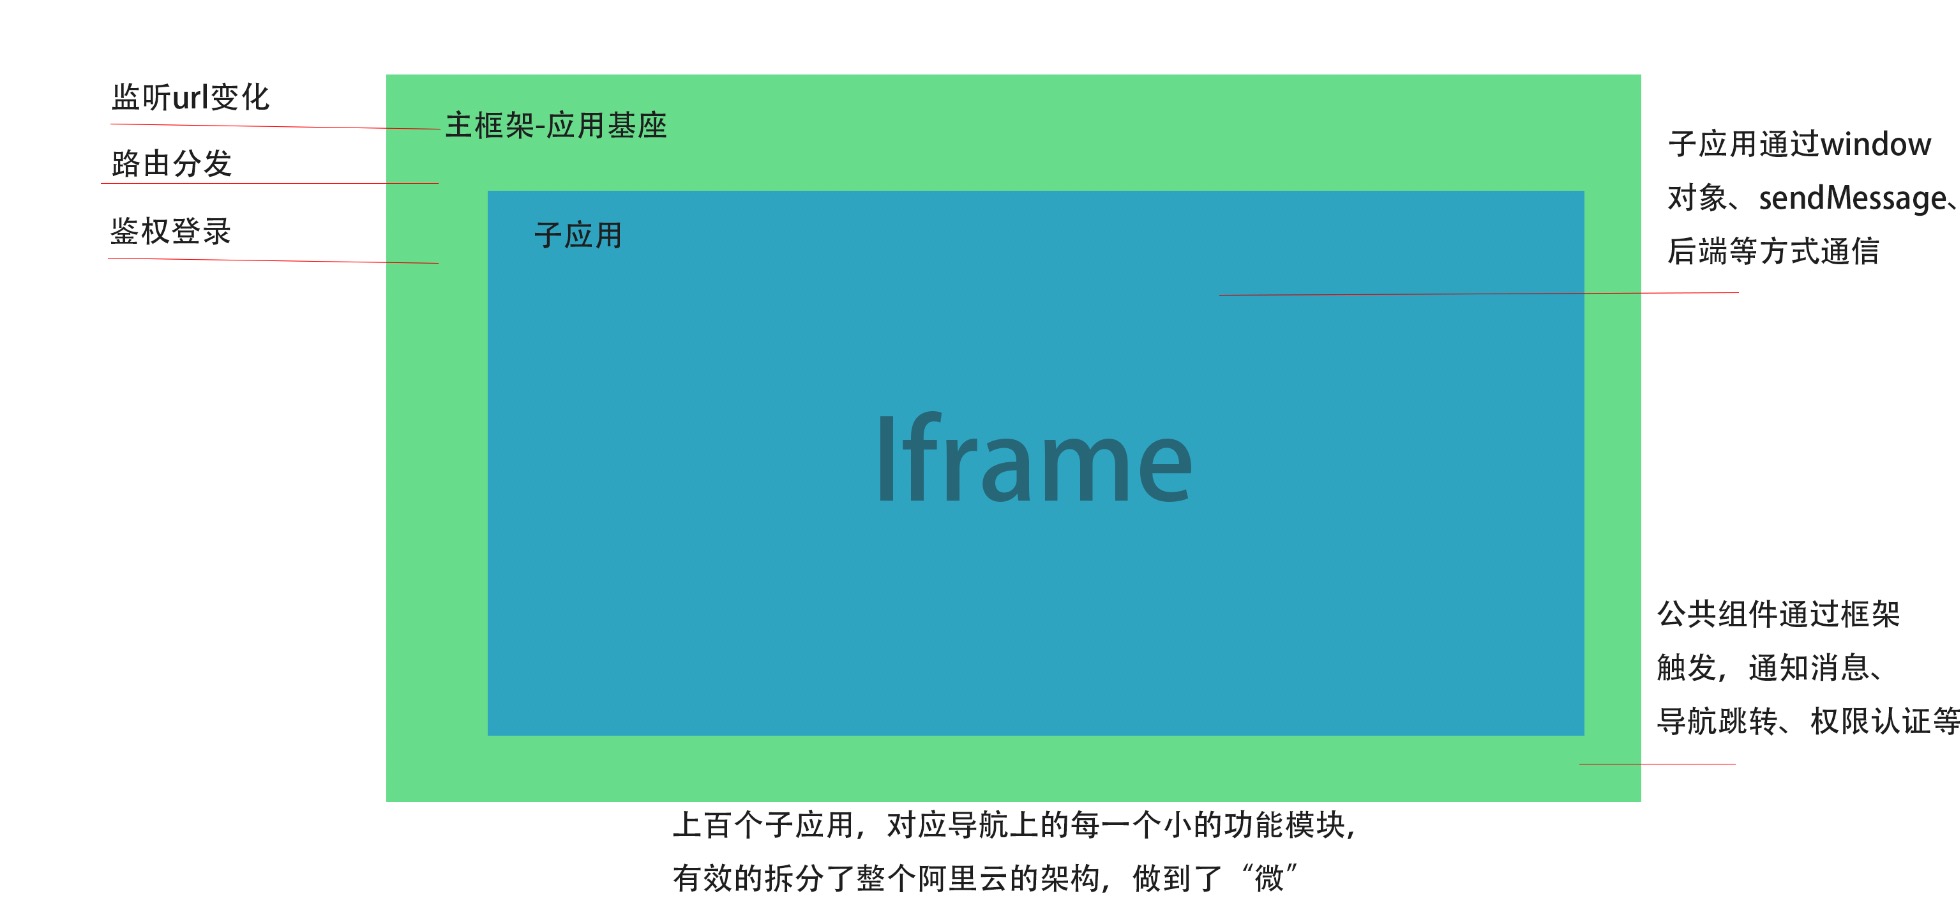 监听url变化
路由分发
鉴权登录
主框架-应用基座
子应用
Iframe
子应用通过window
对象、sendMessage、
后端等方式通信
公共组件通过框架
触发，通知消息、
导航跳转、权限认证等
上百个子应用，对应导航上的每一个小的功能模块，
有效的拆分了整个阿里云的架构，做到了“微”